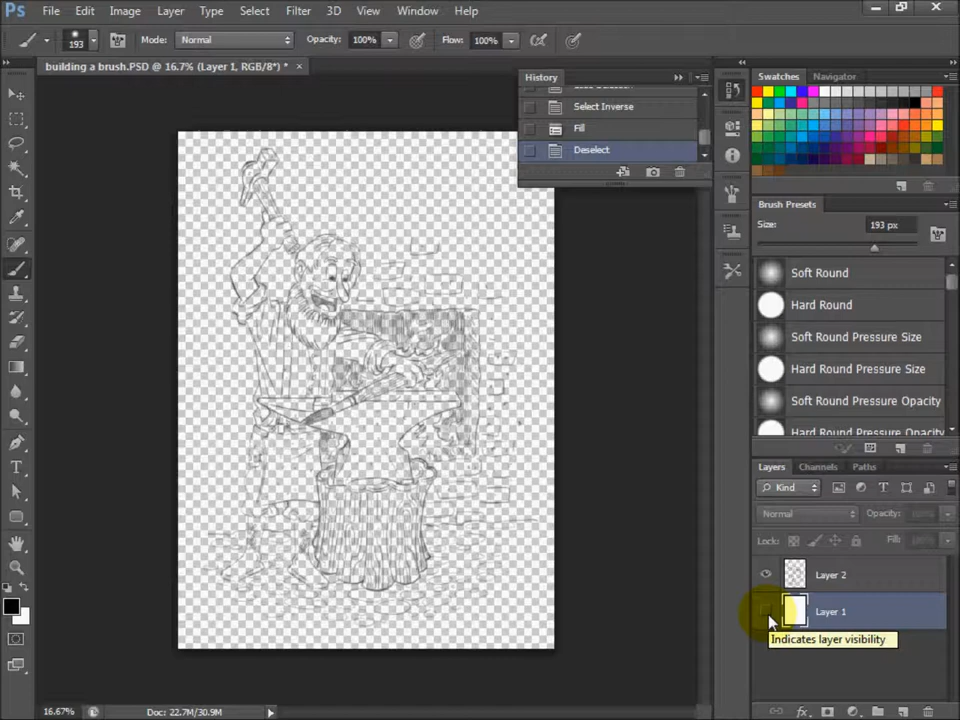 Ps File Edit Image Layer Type Select Filter 3D View Window Help
193 Mode: Normal Opacity: 100% Flow: 100%
building a brush.PSD @ 16.7% (Layer 1, RGB/8*) * ×
History
Select Inverse
Fill
Deselect
Swatches Navigator
Brush Presets
Size: 193 px
Soft Round
Hard Round
Soft Round Pressure Size
Hard Round Pressure Size
Soft Round Pressure Opacity
Hard Round Pressure Opacity
Layers Channels Paths
Kind
Normal Opacity:
Lock: Fill:
Layer 2
Layer 1
Indicates layer visibility
16.67% Doc: 22.7M/30.9M